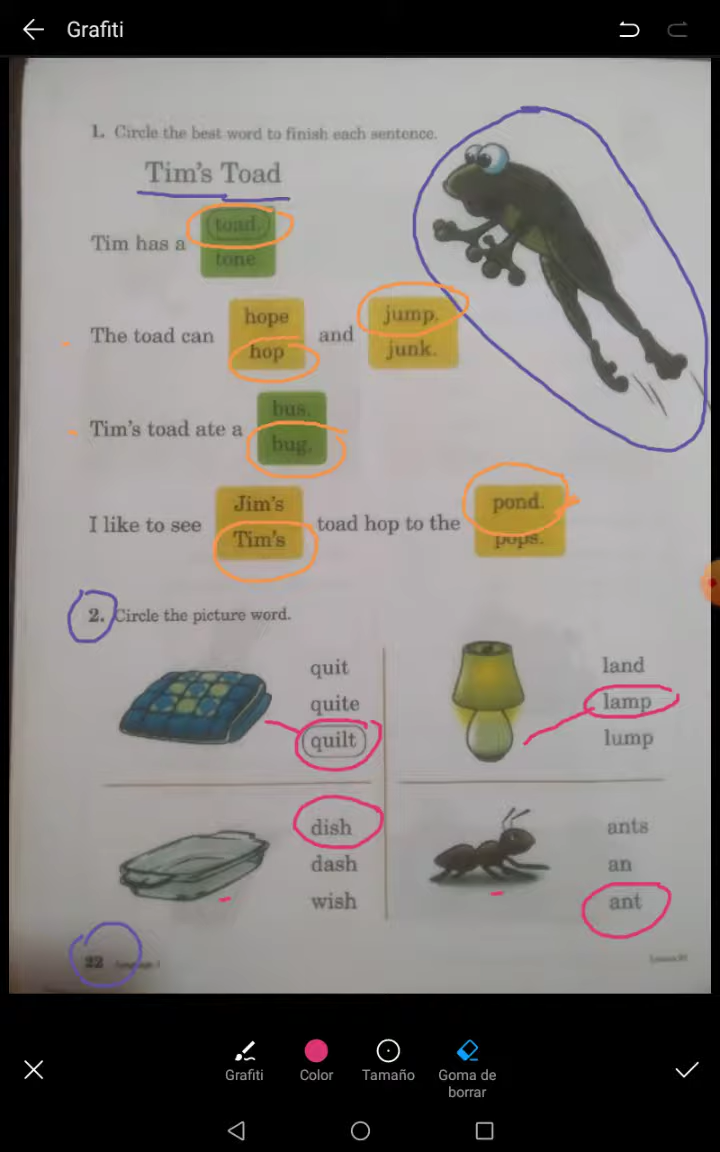 Grafiti
1. Circle the best word to finish each sentence.
Tim's Toad
Tim has a toad. tone
The toad can hope hop and jump. junk.
Tim's toad ate a bus. bug.
I like to see Jim's Tim's toad hop to the pond. pops.
2. Circle the picture word.
quit
quite
quilt
land
lamp
lump
dish
dash
wish
ants
an
ant
22
Grafiti
Color
Tamaño
Goma de
borrar